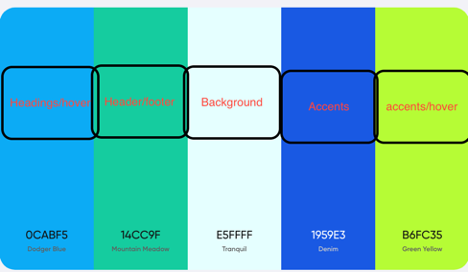 Headings/hover
Header/footer
Background
Accents
accents/hover
0CABF5
14CC9F
E5FFFF
1959E3
B6FC35
Dodger Blue
Mountain Meadow
Tranquil
Denim
Green Yellow